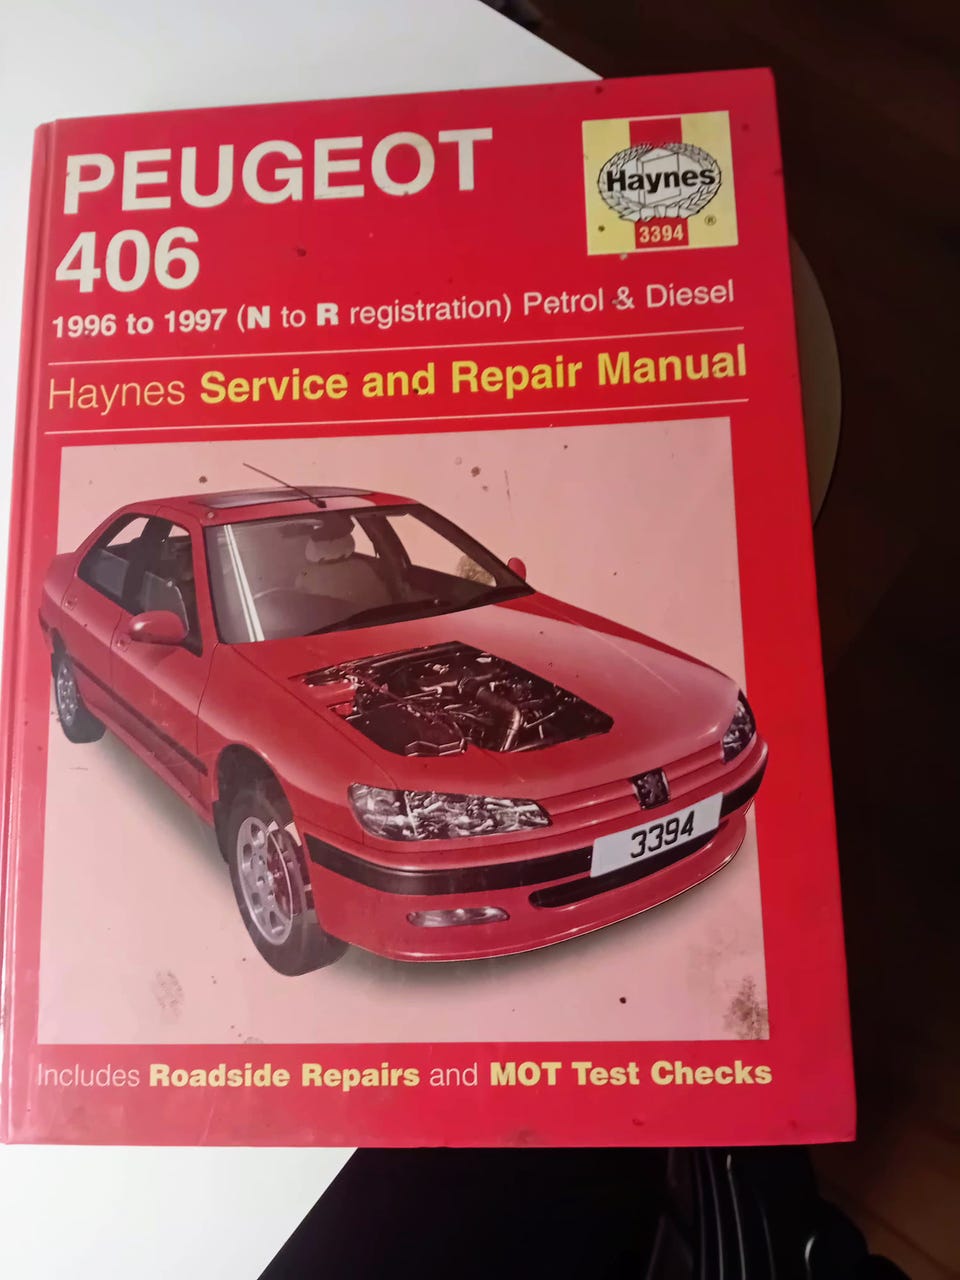 PEUGEOT
406
1996 to 1997 (N to R registration) Petrol & Diesel
Haynes Service and Repair Manual
Haynes
®
3394
3394
Includes Roadside Repairs and MOT Test Checks